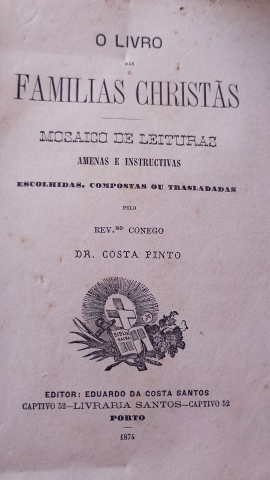 O LIVRO
DAS
FAMILIAS CHRISTÃS
MOSAICO DE LEITURAS
AMENAS E INSTRUCTIVAS
ESCOLHIDAS, COMPOSTAS OU TRASLADADAS
PELO
REV.MO CONEGO
DR. COSTA PINTO
BIBLIA
EDITOR: EDUARDO DA COSTA SANTOS
CAPTIVO 52—LIVRARIA SANTOS—CAPTIVO 52
PORTO
1874